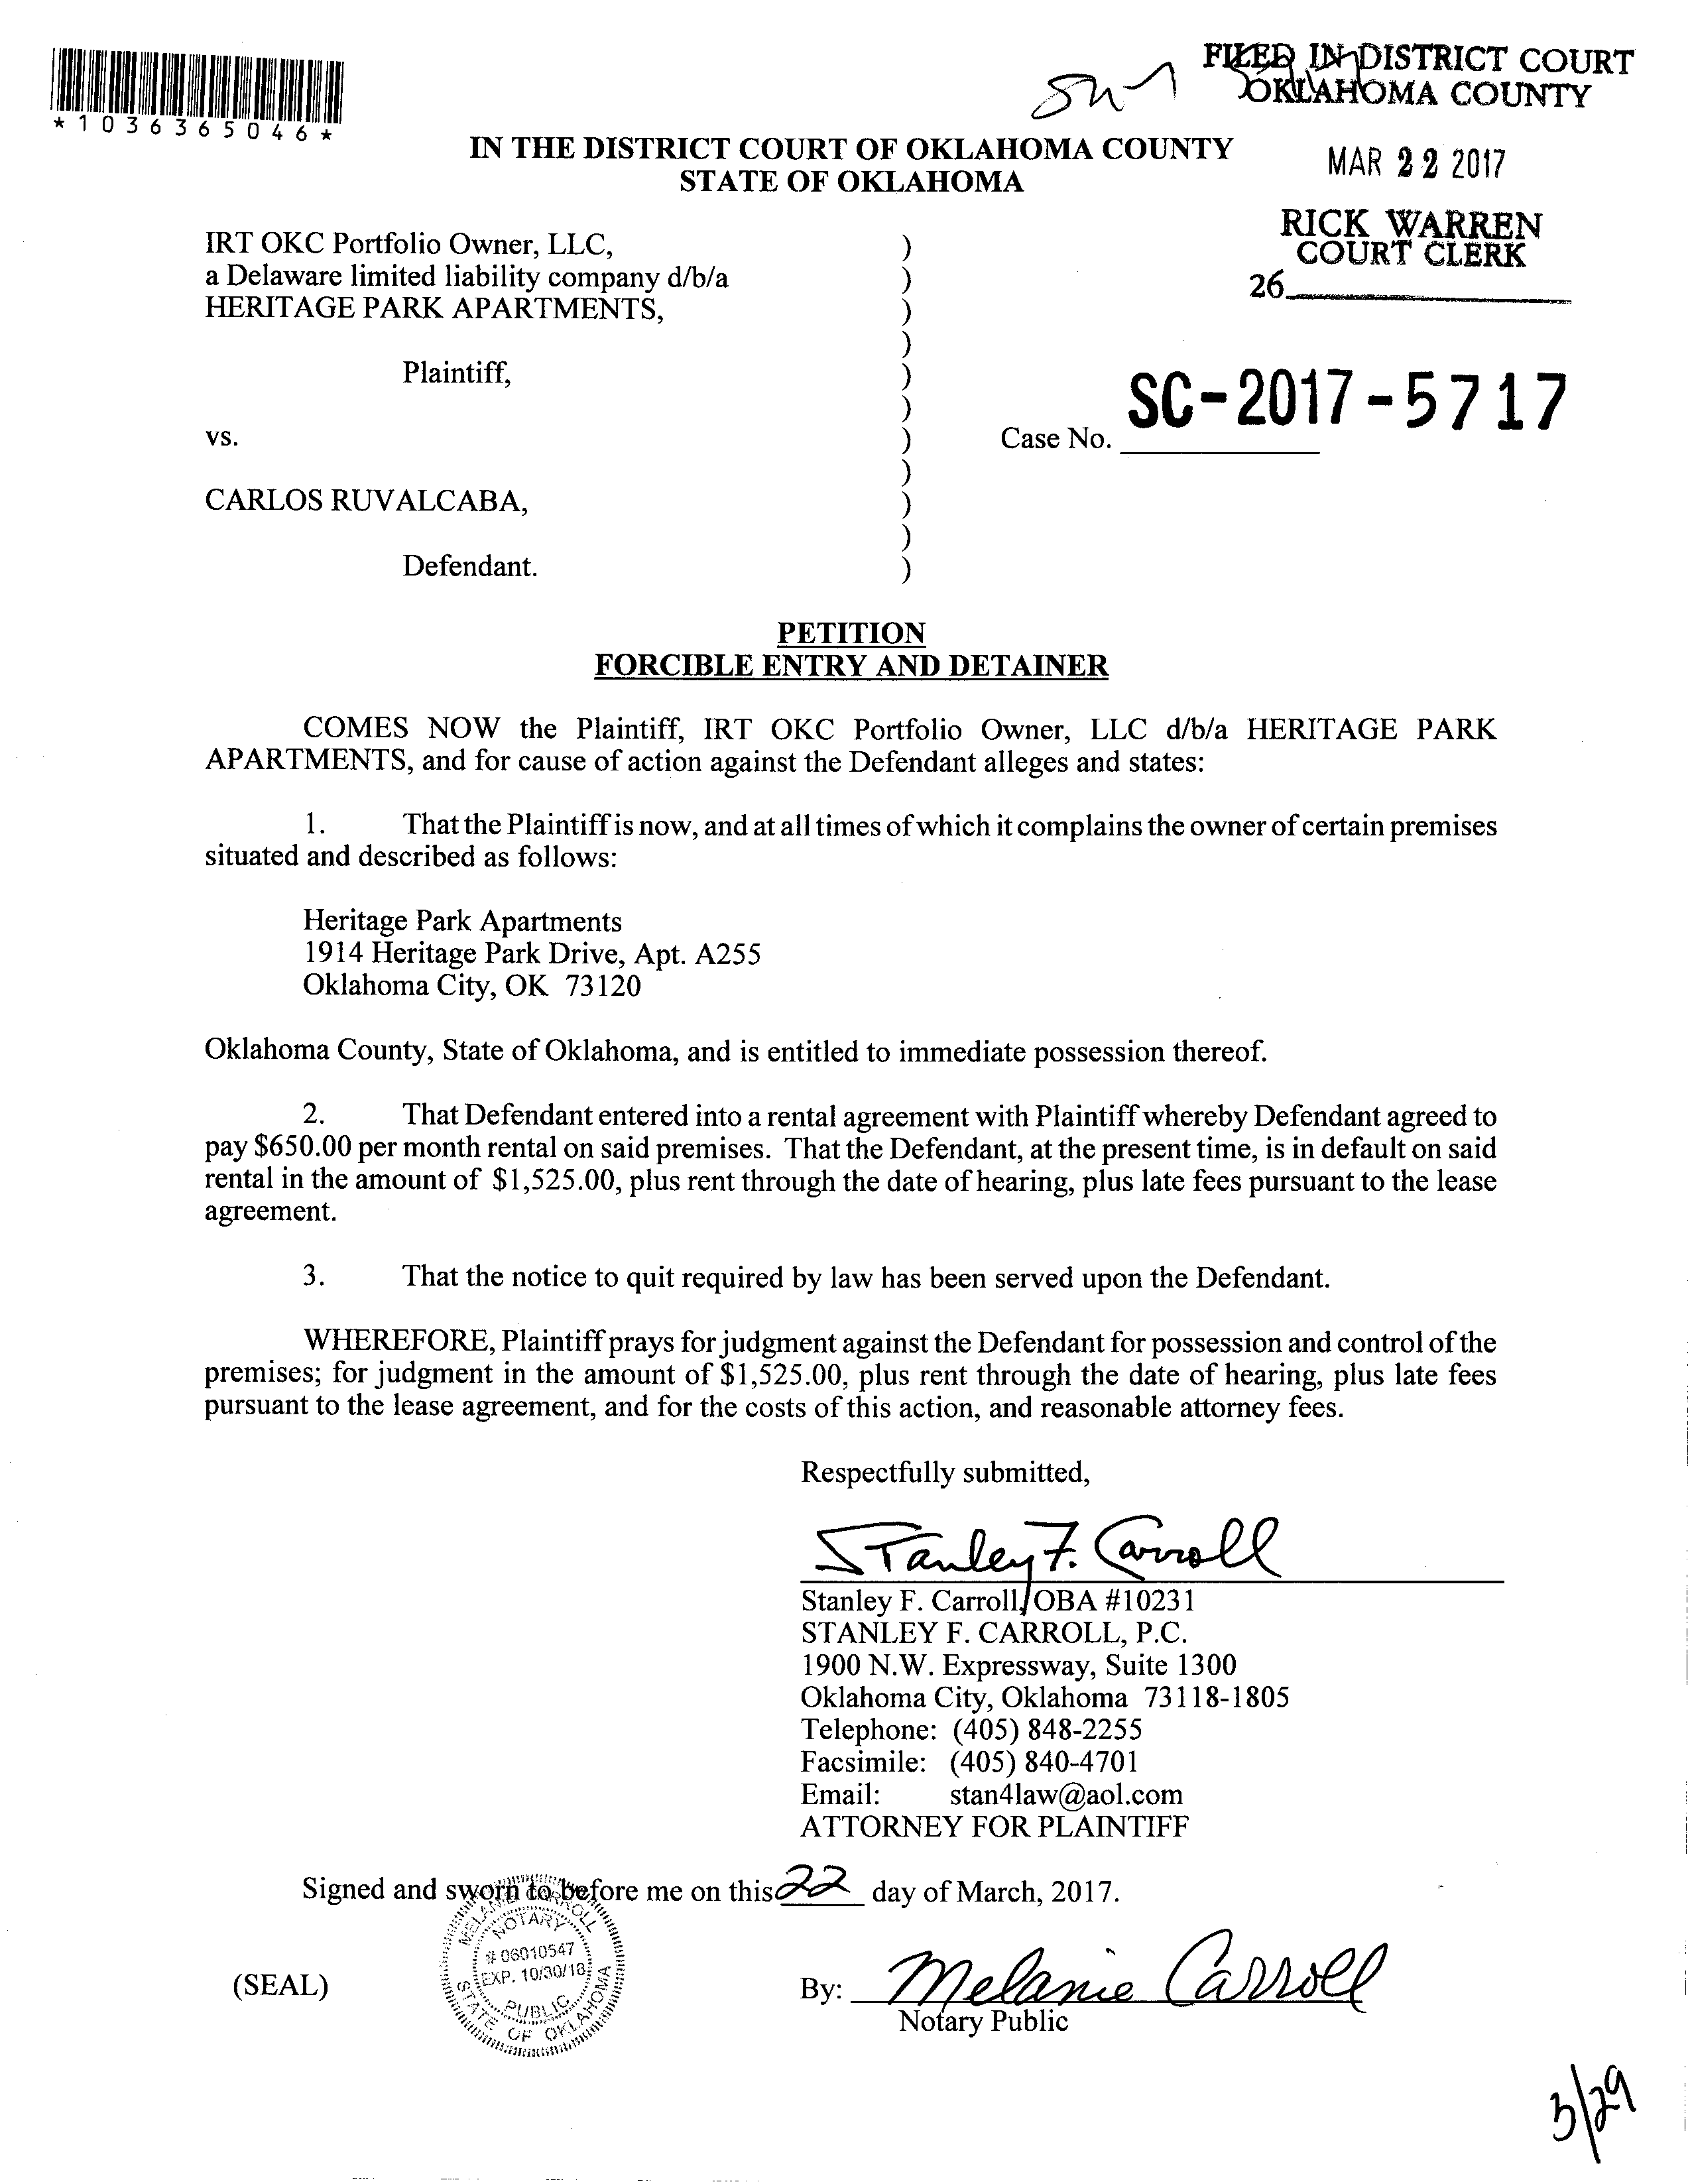 *1036365046*
FILED IN DISTRICT COURT
OKLAHOMA COUNTY
IN THE DISTRICT COURT OF OKLAHOMA COUNTY
STATE OF OKLAHOMA
MAR 22 2017
RICK WARREN
COURT CLERK
26
IRT OKC Portfolio Owner, LLC, )
a Delaware limited liability company d/b/a )
HERITAGE PARK APARTMENTS, )
)
Plaintiff, )
)
vs. ) Case No. SC-2017-5717
)
CARLOS RUVALCABA, )
)
Defendant. )
PETITION
FORCIBLE ENTRY AND DETAINER
COMES NOW the Plaintiff, IRT OKC Portfolio Owner, LLC d/b/a HERITAGE PARK
APARTMENTS, and for cause of action against the Defendant alleges and states:
1. That the Plaintiff is now, and at all times of which it complains the owner of certain premises
situated and described as follows:
Heritage Park Apartments
1914 Heritage Park Drive, Apt. A255
Oklahoma City, OK 73120
Oklahoma County, State of Oklahoma, and is entitled to immediate possession thereof.
2. That Defendant entered into a rental agreement with Plaintiff whereby Defendant agreed to
pay $650.00 per month rental on said premises. That the Defendant, at the present time, is in default on said
rental in the amount of $1,525.00, plus rent through the date of hearing, plus late fees pursuant to the lease
agreement.
3. That the notice to quit required by law has been served upon the Defendant.
WHEREFORE, Plaintiff prays for judgment against the Defendant for possession and control of the
premises; for judgment in the amount of $1,525.00, plus rent through the date of hearing, plus late fees
pursuant to the lease agreement, and for the costs of this action, and reasonable attorney fees.
Respectfully submitted,
Stanley F. Carroll
Stanley F. Carroll, OBA #10231
STANLEY F. CARROLL, P.C.
1900 N.W. Expressway, Suite 1300
Oklahoma City, Oklahoma 73118-1805
Telephone: (405) 848-2255
Facsimile: (405) 840-4701
Email: stan4law@aol.com
ATTORNEY FOR PLAINTIFF
Signed and sworn to before me on this 22 day of March, 2017.
MELANIE CARROLL
NOTARY
# 06010547
EXP. 10/30/18
PUBLIC
STATE OF OKLAHOMA
(SEAL)
By: Melanie Carroll
Notary Public
3/29